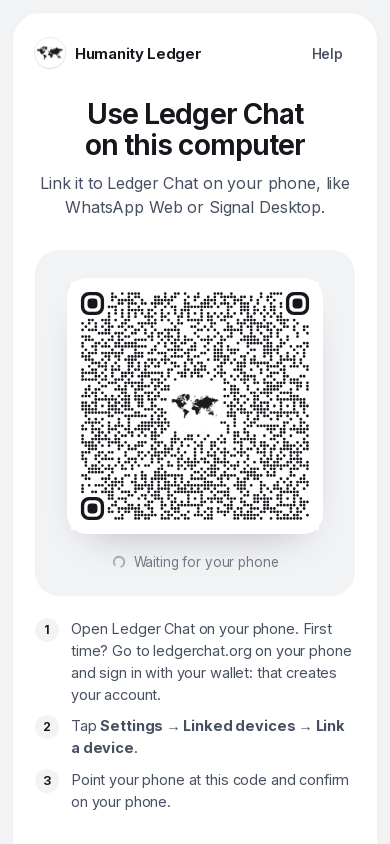 Humanity Ledger
Help
Use Ledger Chat
on this computer
Link it to Ledger Chat on your phone, like
WhatsApp Web or Signal Desktop.
Waiting for your phone
1 Open Ledger Chat on your phone. First
time? Go to ledgerchat.org on your phone
and sign in with your wallet: that creates
your account.
2 Tap Settings → Linked devices → Link
a device.
3 Point your phone at this code and confirm
on your phone.